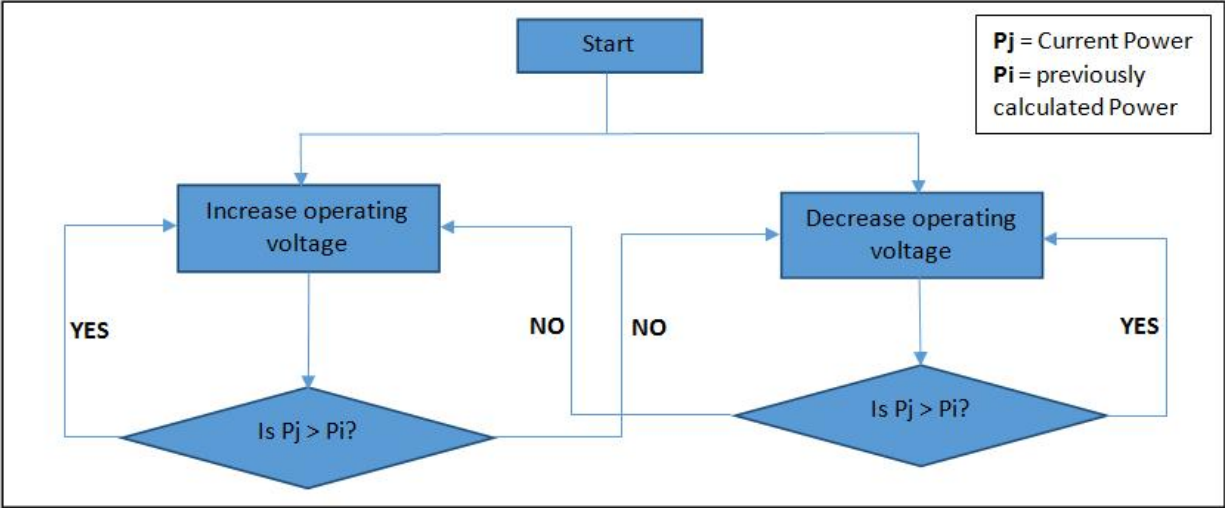 Start
Pj = Current Power
Pi = previously
calculated Power
Increase operating
voltage
Decrease operating
voltage
YES
NO
NO
YES
Is Pj > Pi?
Is Pj > Pi?